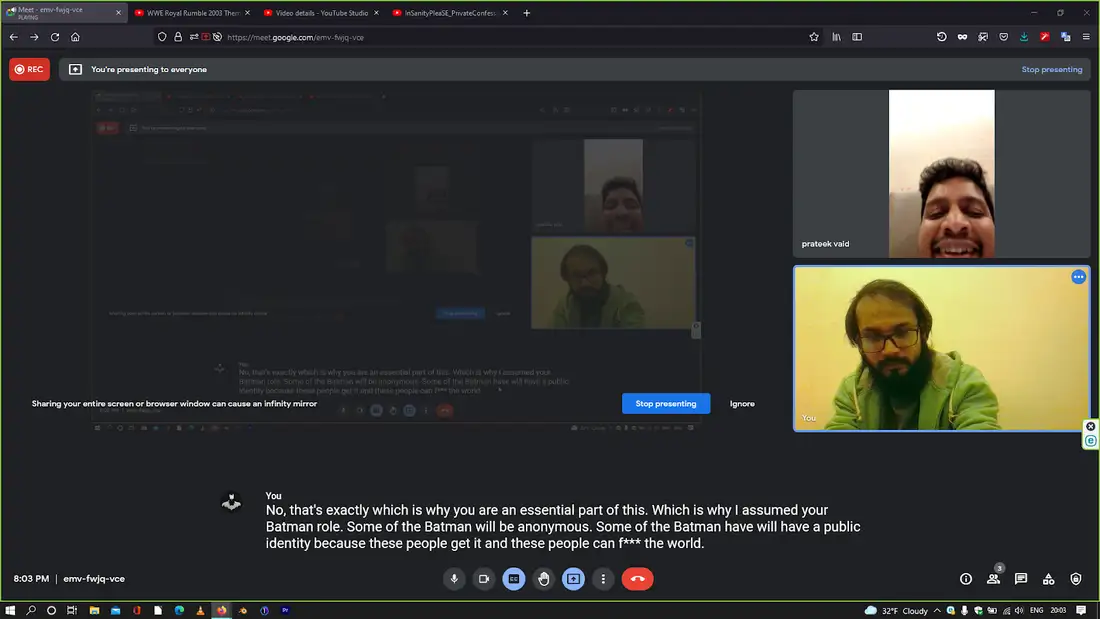 Meet - emv-fwjq-vce
PLAYING
WWE Royal Rumble 2003 Them
Video details - YouTube Studio
InSanityPleaSE_PrivateConfess
https://meet.google.com/emv-fwjq-vce
REC
You're presenting to everyone
Stop presenting
prateek vaid
You
Sharing your entire screen or browser window can cause an infinity mirror
Stop presenting
Ignore
You
No, that's exactly which is why you are an essential part of this. Which is why I assumed your
Batman role. Some of the Batman will be anonymous. Some of the Batman have will have a public
identity because these people get it and these people can f*** the world.
8:03 PM | emv-fwjq-vce
3
32°F Cloudy
ENG
20:03